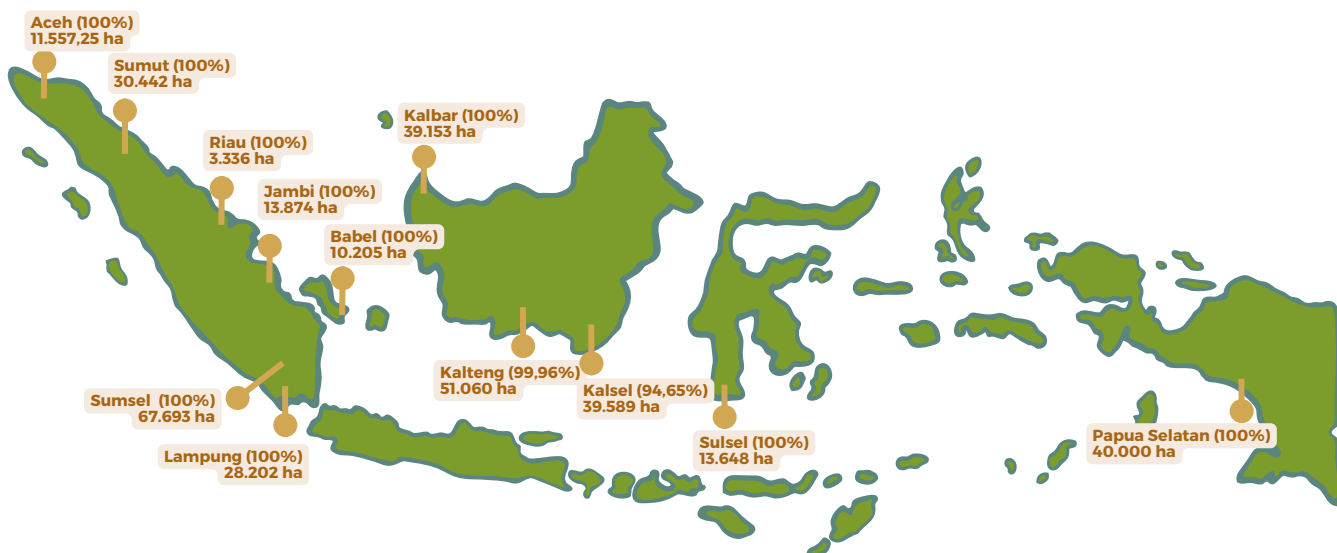 Aceh (100%)
11.557,25 ha
Sumut (100%)
30.442 ha
Riau (100%)
3.336 ha
Jambi (100%)
13.874 ha
Babel (100%)
10.205 ha
Kalbar (100%)
39.153 ha
Kalteng (99,96%)
51.060 ha
Kalsel (94,65%)
39.589 ha
Sumsel (100%)
67.693 ha
Lampung (100%)
28.202 ha
Sulsel (100%)
13.648 ha
Papua Selatan (100%)
40.000 ha